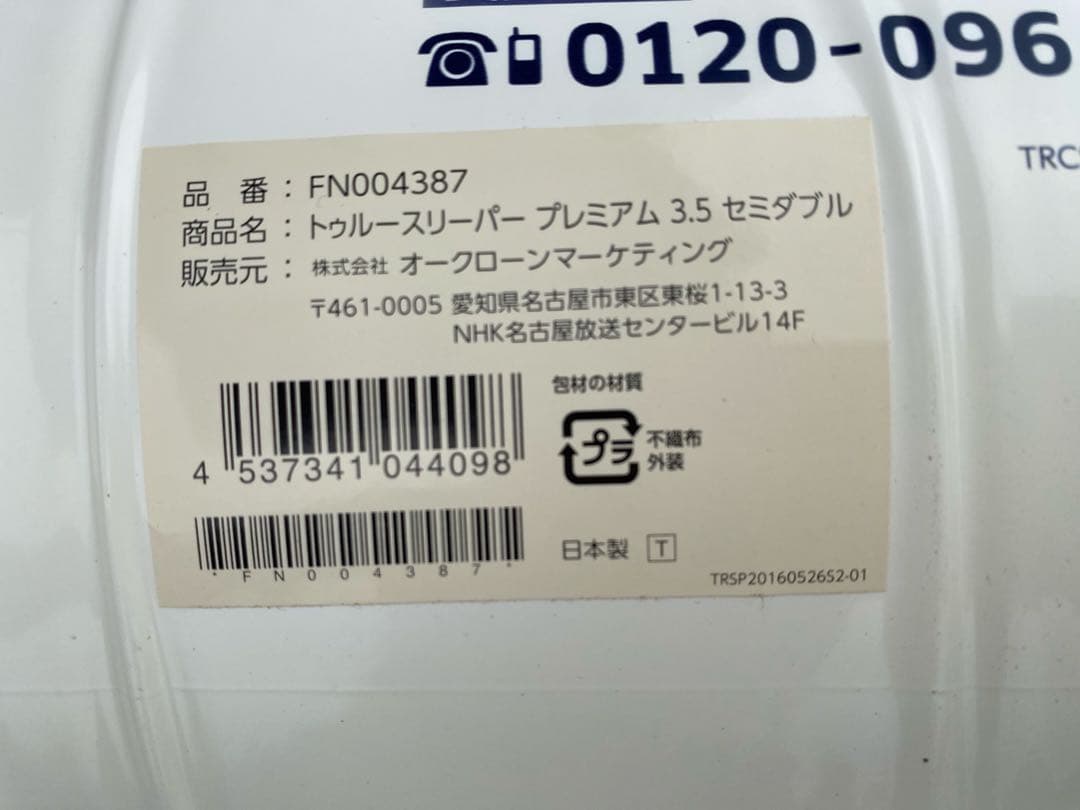 0120-096
TRC
品 番：FN004387
商品名：トゥルースリーパー プレミアム 3.5 セミダブル
販売元：株式会社 オークローンマーケティング
〒461-0005 愛知県名古屋市東区東桜1-13-3
NHK名古屋放送センタービル14F
包材の材質
プラ
不織布
外装
4 537341 044098
日本製 T
*FN004387*
TRSP20160526S2-01